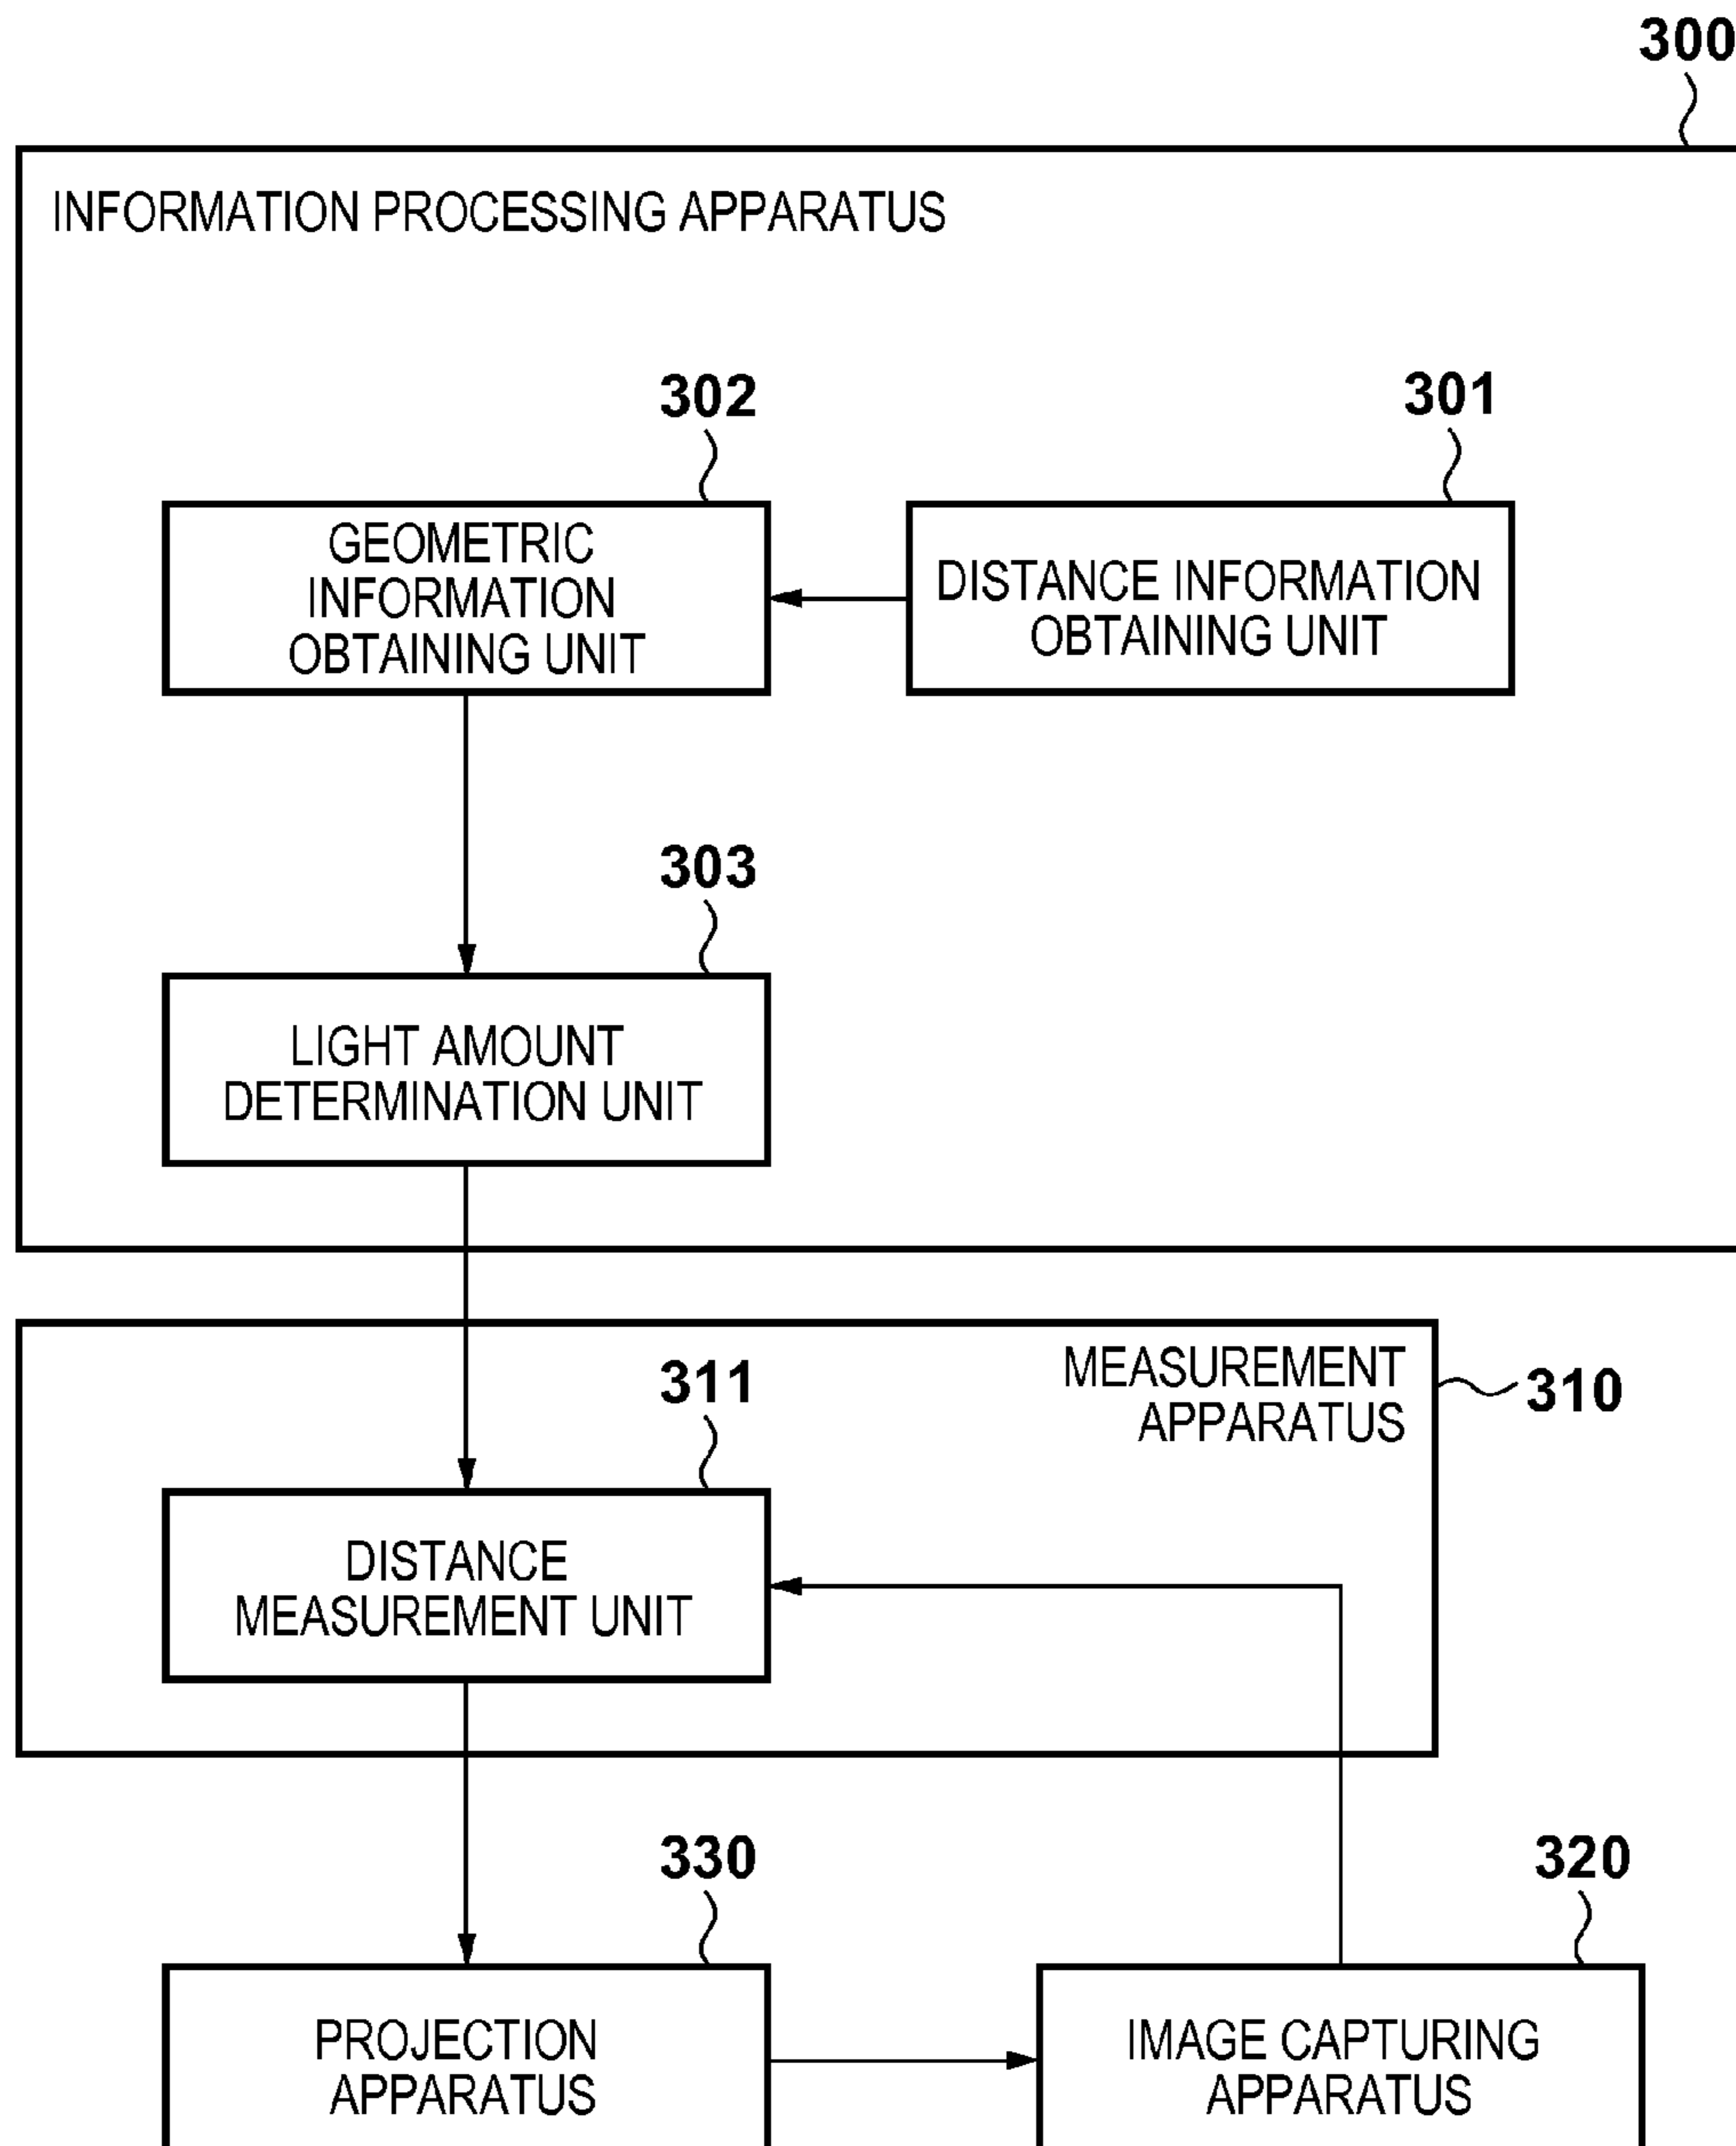 300
INFORMATION PROCESSING APPARATUS
302
301
GEOMETRIC
INFORMATION
OBTAINING UNIT
DISTANCE INFORMATION
OBTAINING UNIT
303
LIGHT AMOUNT
DETERMINATION UNIT
MEASUREMENT
APPARATUS
310
311
DISTANCE
MEASUREMENT UNIT
330
320
PROJECTION
APPARATUS
IMAGE CAPTURING
APPARATUS